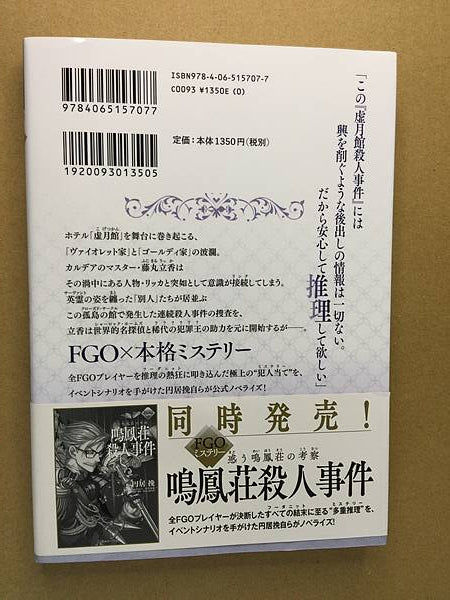 ISBN978-4-06-515707-7
C0093 ¥1350E (0)
9784065157077
定価：本体1350円（税別）
1920093013505
「この『虚月館殺人事件』には
興を削ぐような後出しの情報は一切ない。
だから安心して推理して欲しい」
ホテル「虚月館」を舞台に巻き起こる、
「ヴァイオレット家」と「ゴールディ家」の波瀾。
カルデアのマスター・藤丸立香は
その渦中にある人物・リッカと突如として意識が接続してしまう。
英霊の姿を纏った「別人」たちが居並ぶ
この孤島の館で発生した連続殺人事件の捜査を、
立香は世界的名探偵と稀代の犯罪王の助力を元に開始するが――。
FGO×本格ミステリー
全FGOプレイヤーを推理の熱狂に叩き込んだ極上の“犯人当て”を、
イベントシナリオを手がけた円居挽自らが公式ノベライズ！
同時発売！
FGO
ミステリー
惑う鳴鳳荘の考察
鳴鳳荘殺人事件
全FGOプレイヤーが決断したすべての結末に至る“多重推理”を、
イベントシナリオを手がけた円居挽自らがノベライズ！
鳴鳳荘
殺人事件
円居挽